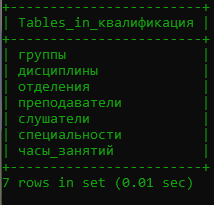 +-------------------------+
| Tables_in_квалификация |
+-------------------------+
| группы |
| дисциплины |
| отделения |
| преподаватели |
| слушатели |
| специальности |
| часы_занятий |
+-------------------------+
7 rows in set (0.01 sec)